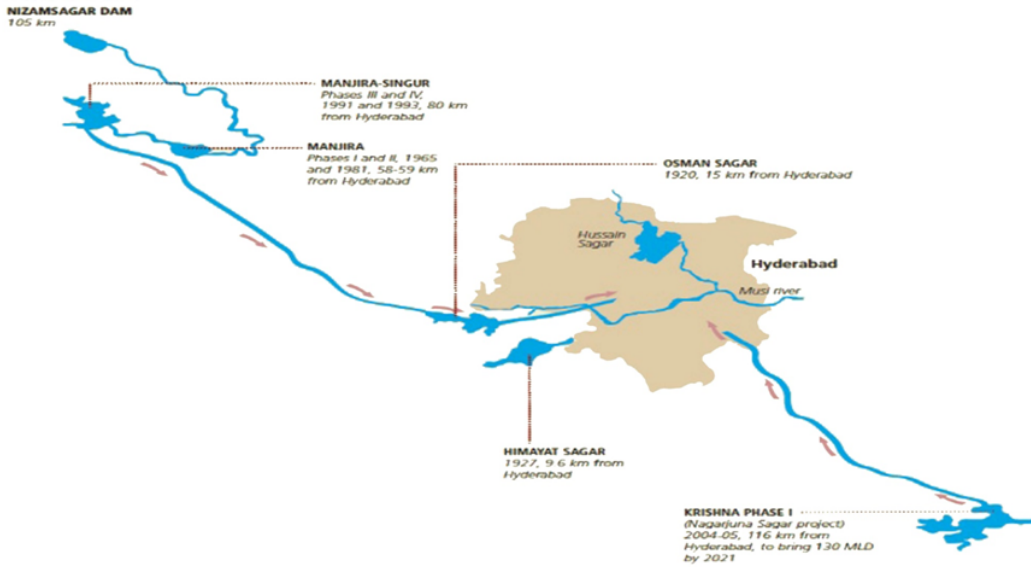 NIZAMSAGAR DAM
105 km
MANJIRA-SINGUR
Phases III and IV,
1991 and 1993, 80 km
from Hyderabad
MANJIRA
Phases I and II, 1965
and 1981, 58-59 km
from Hyderabad
OSMAN SAGAR
1920, 15 km from Hyderabad
Hussain
Sagar
Hyderabad
Musi river
HIMAYAT SAGAR
1927, 9.6 km from
Hyderabad
KRISHNA PHASE I
(Nagarjuna Sagar project)
2004-05, 116 km from
Hyderabad, to bring 130 MLD
by 2021